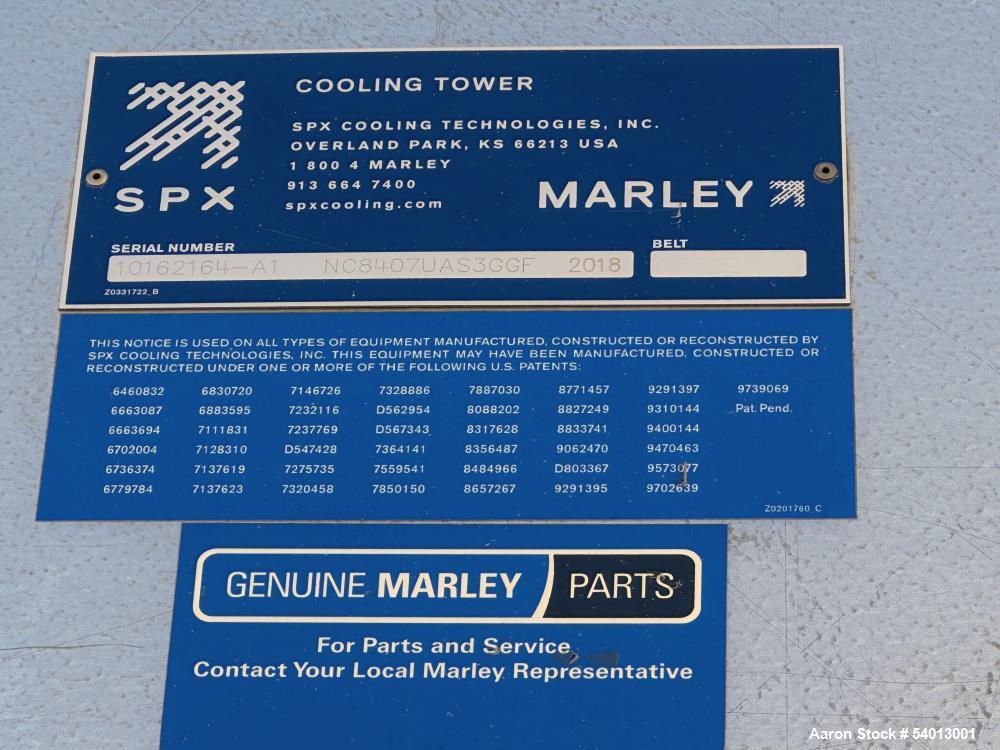 COOLING TOWER
SPX COOLING TECHNOLOGIES, INC.
OVERLAND PARK, KS 66213 USA
1 800 4 MARLEY
913 664 7400
spxcooling.com
SPX
MARLEY
SERIAL NUMBER
BELT
10162164-A1 NC8407UAS3GGF 2018
Z0331722_B
THIS NOTICE IS USED ON ALL TYPES OF EQUIPMENT MANUFACTURED, CONSTRUCTED OR RECONSTRUCTED BY
SPX COOLING TECHNOLOGIES, INC. THIS EQUIPMENT MAY HAVE BEEN MANUFACTURED, CONSTRUCTED OR
RECONSTRUCTED UNDER ONE OR MORE OF THE FOLLOWING U.S. PATENTS:
6460832 6830720 7146726 7328886 7887030 8771457 9291397 9739069
6663087 6883595 7232116 D562954 8088202 8827249 9310144 Pat. Pend.
6663694 7111831 7237769 D567343 8317628 8833741 9400144
6702004 7128310 D547428 7364141 8356487 9062470 9470463
6736374 7137619 7275735 7559541 8484966 D803367 9573077
6779784 7137623 7320458 7850150 8657267 9291395 9702639
Z0201760_C
GENUINE MARLEY PARTS
For Parts and Service
Contact Your Local Marley Representative
Aaron Stock # 54013001